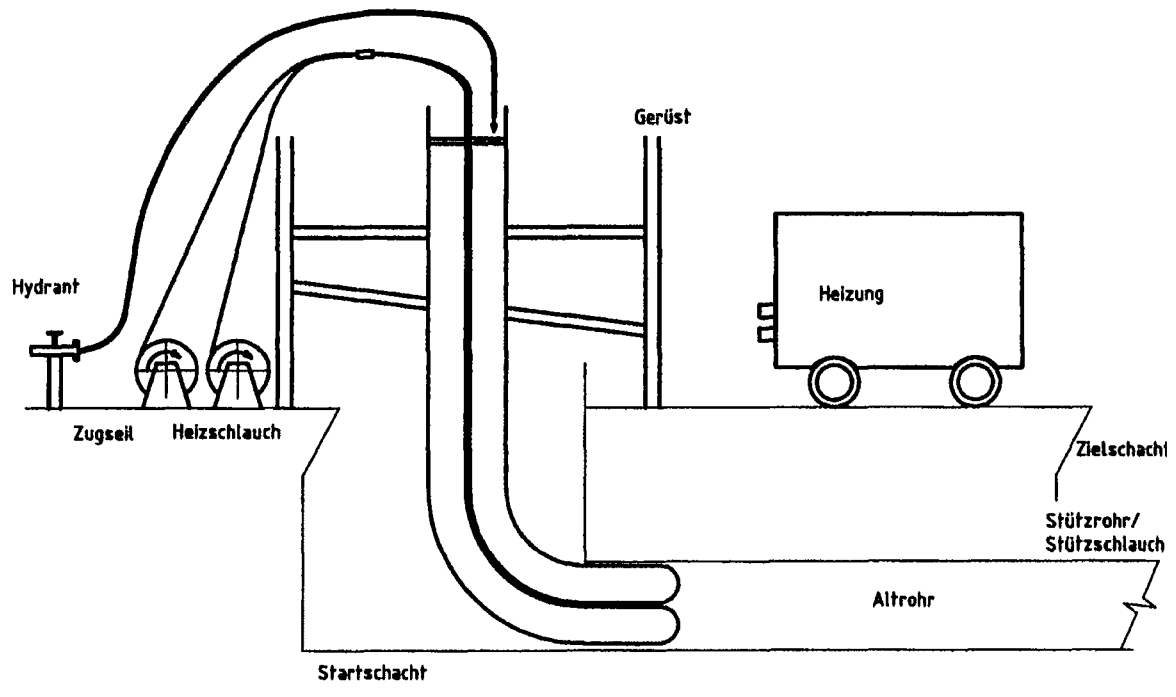 Gerüst
Hydrant
Heizung
Zugseil
Heizschlauch
Zielschacht
Stützrohr/
Stützschlauch
Altrohr
Startschacht